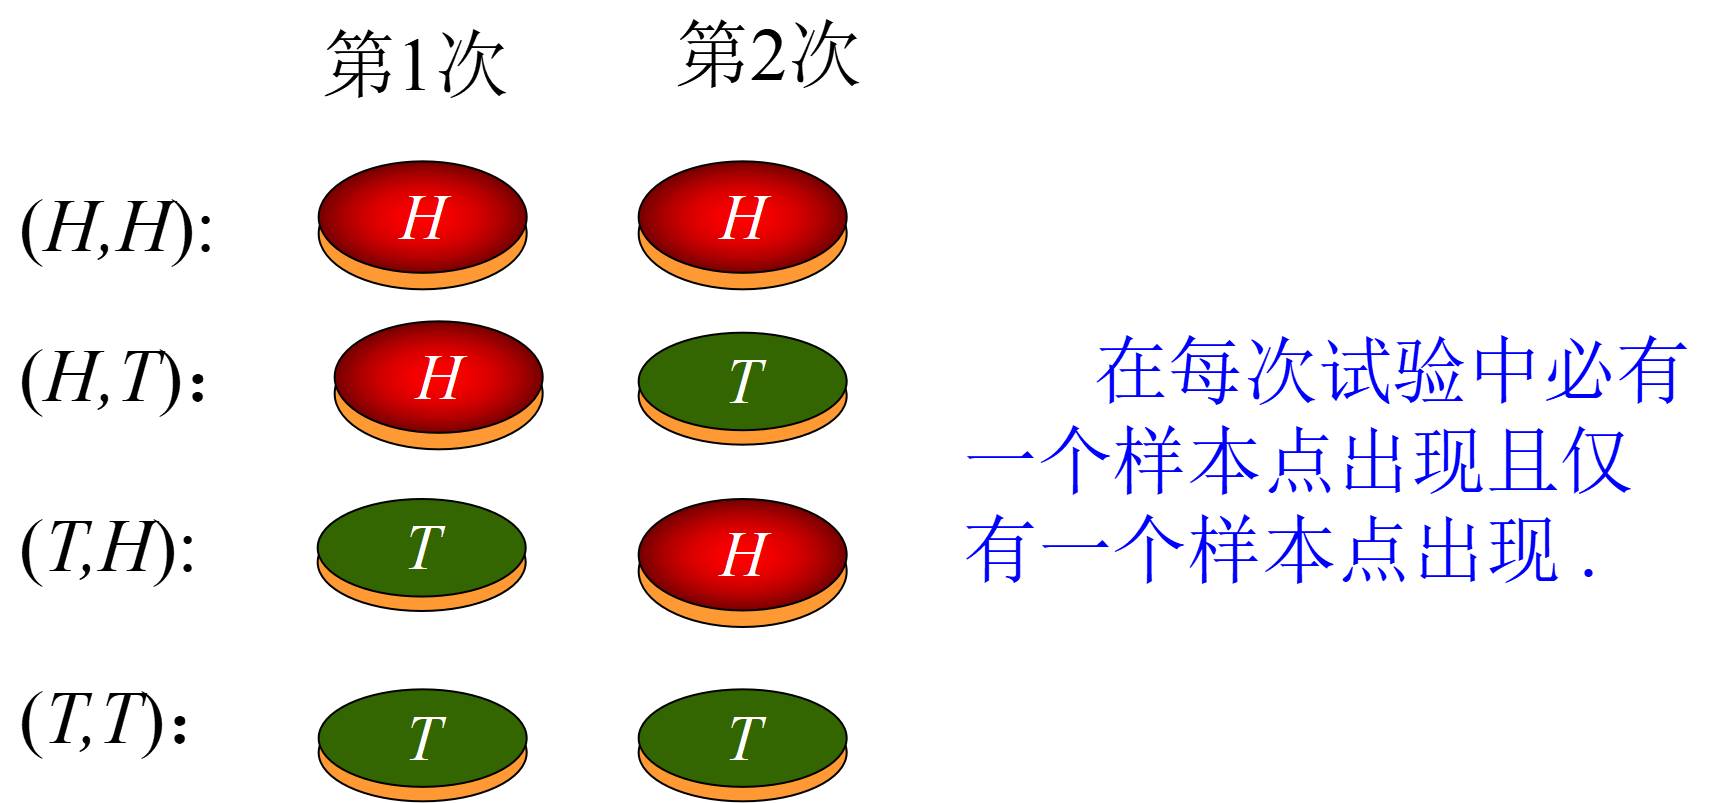 第1次 第2次
(H,H): H H
(H,T)： H T
(T,H): T H
(T,T)： T T
在每次试验中必有
一个样本点出现且仅
有一个样本点出现 .